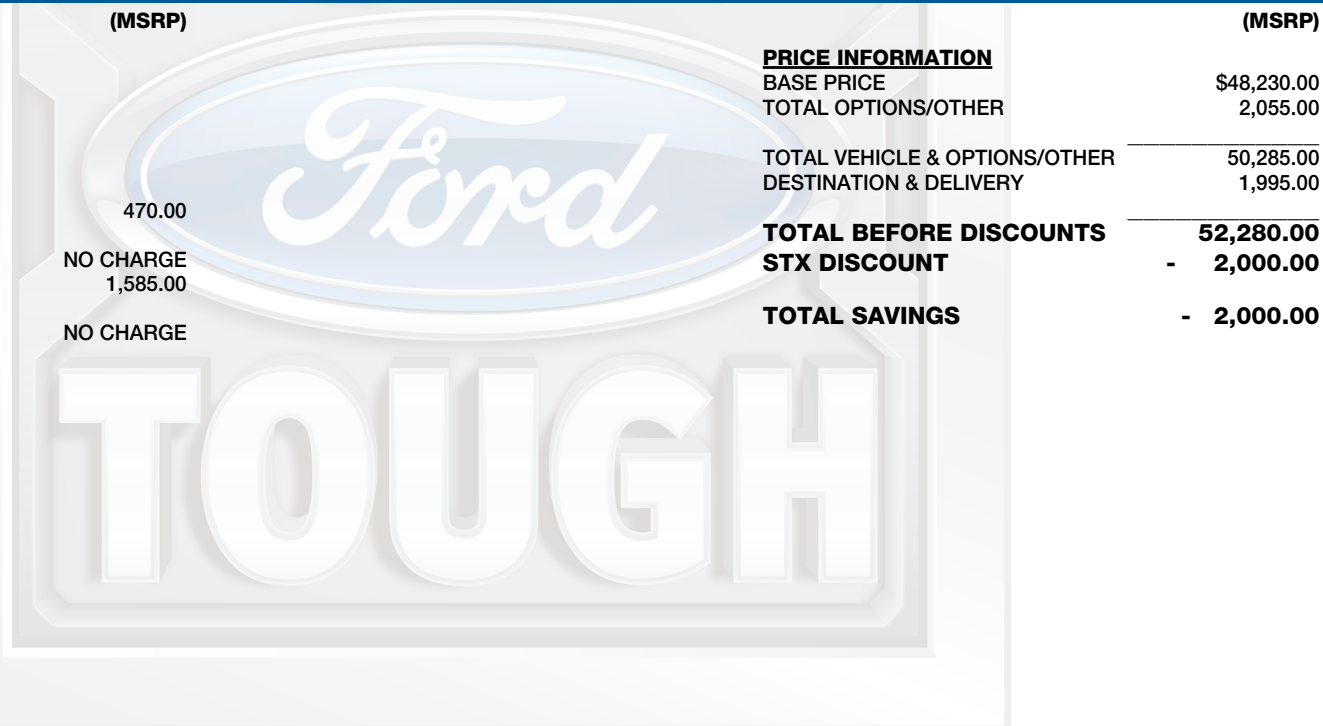 (MSRP)
470.00
NO CHARGE
1,585.00
NO CHARGE
(MSRP)
PRICE INFORMATION
BASE PRICE $48,230.00
TOTAL OPTIONS/OTHER 2,055.00
TOTAL VEHICLE & OPTIONS/OTHER 50,285.00
DESTINATION & DELIVERY 1,995.00
TOTAL BEFORE DISCOUNTS 52,280.00
STX DISCOUNT - 2,000.00
TOTAL SAVINGS - 2,000.00
Ford
TOUGH